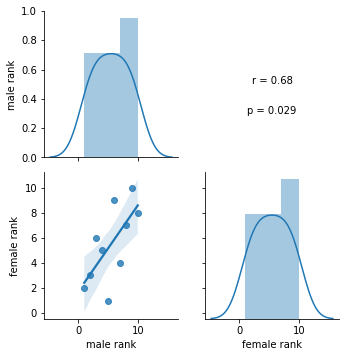 1.0
0.8
0.6
0.4
0.2
0.0
male rank
r = 0.68
p = 0.029
10
8
6
4
2
0
female rank
0 10
male rank
0 10
female rank